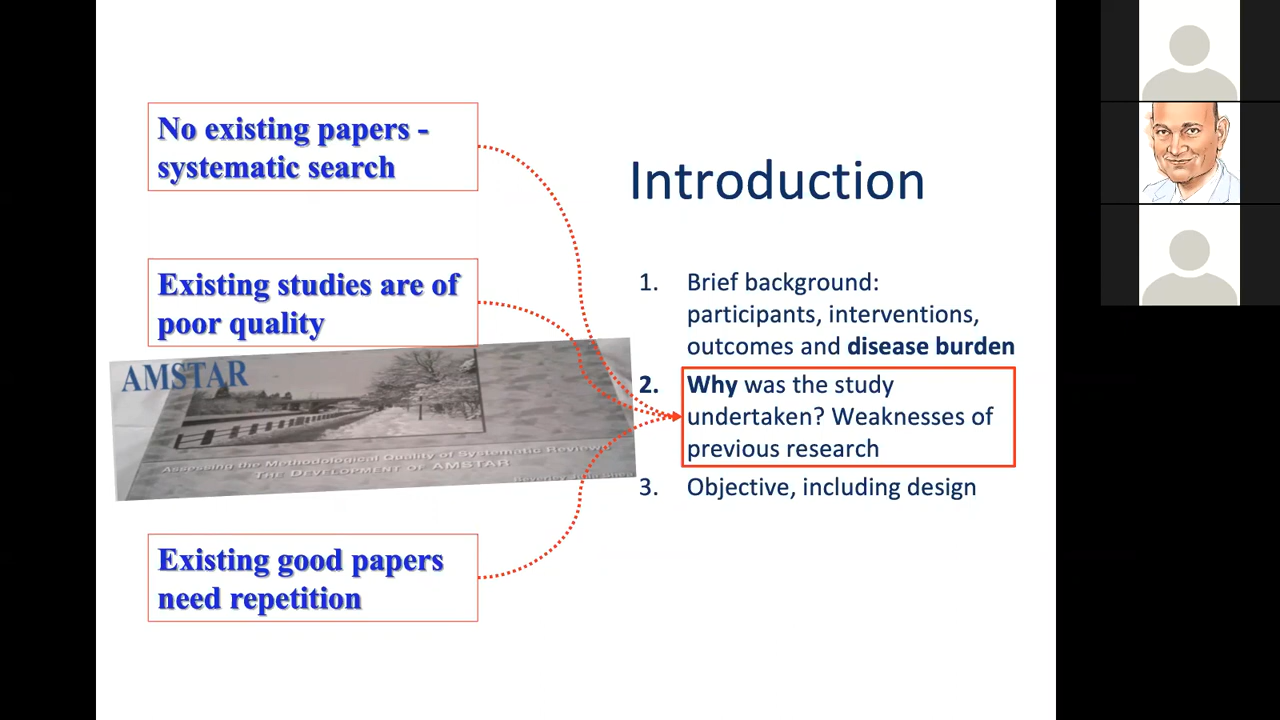 No existing papers -
systematic search
Existing studies are of
poor quality
AMSTAR
Assessing the Methodological Quality of Systematic Reviews
The Development of AMSTAR
Existing good papers
need repetition
Introduction
1. Brief background:
participants, interventions,
outcomes and disease burden
2. Why was the study
undertaken? Weaknesses of
previous research
3. Objective, including design